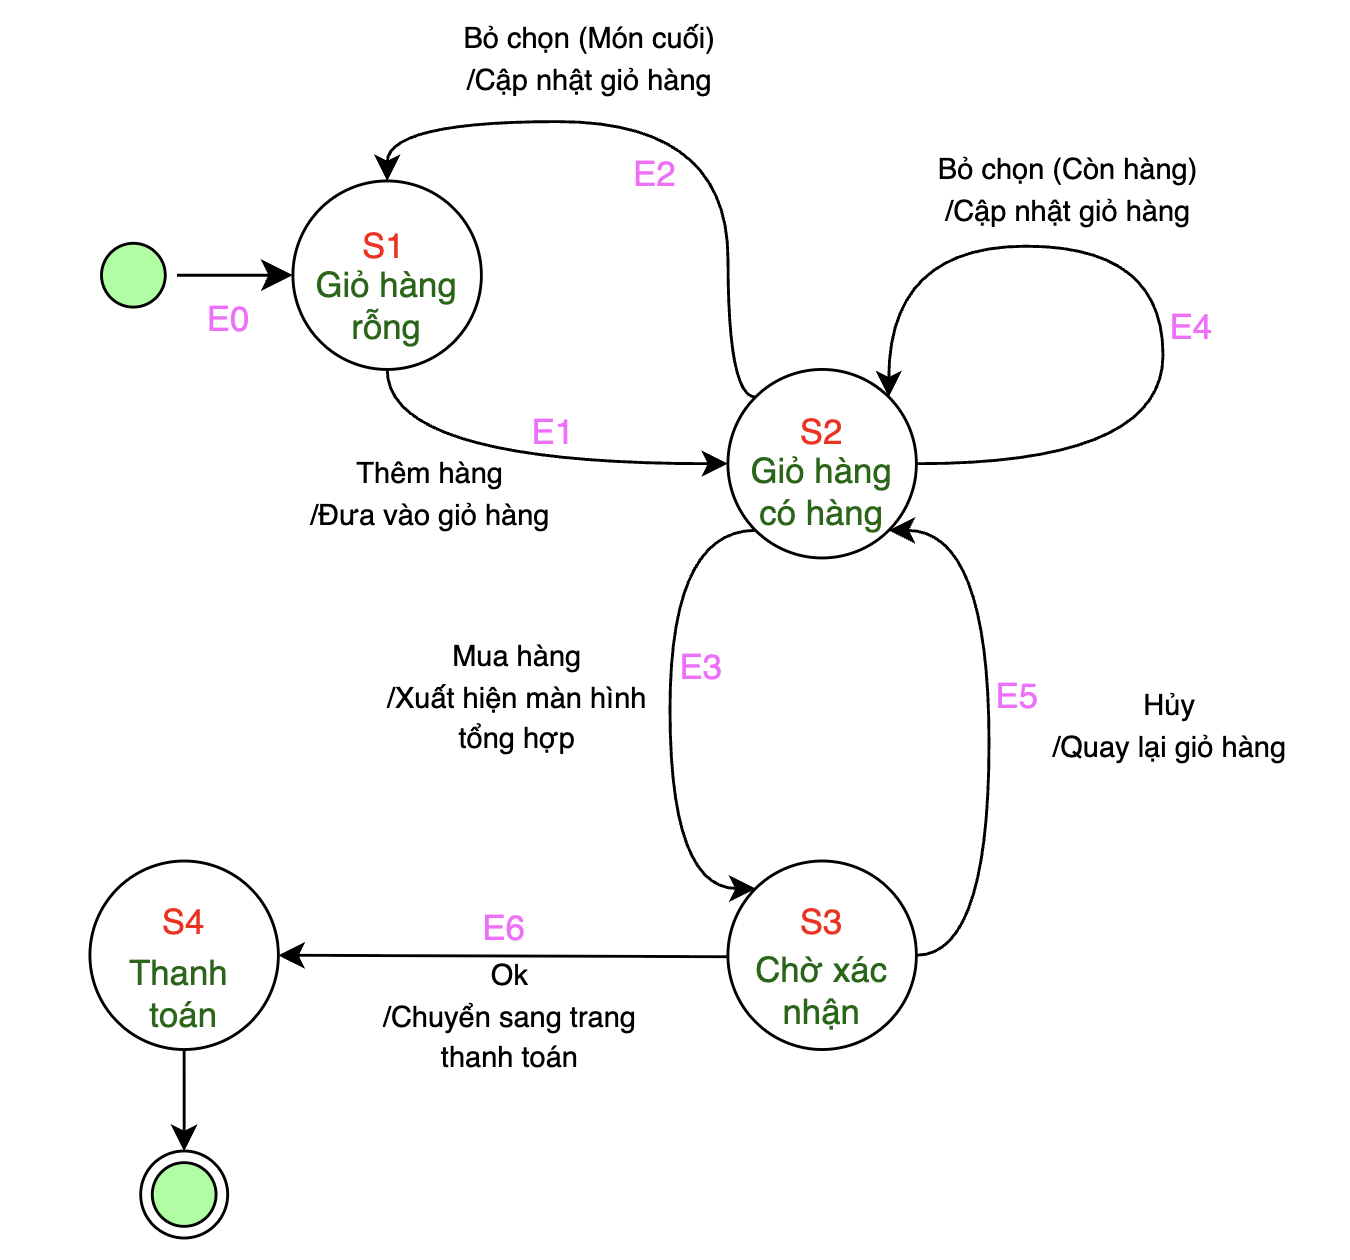 Bỏ chọn (Món cuối)
/Cập nhật giỏ hàng
E2
Bỏ chọn (Còn hàng)
/Cập nhật giỏ hàng
E4
S1
Giỏ hàng
rỗng
E0
E1
Thêm hàng
/Đưa vào giỏ hàng
S2
Giỏ hàng
có hàng
Mua hàng
/Xuất hiện màn hình
tổng hợp
E3
E5
Hủy
/Quay lại giỏ hàng
S4
Thanh
toán
E6
Ok
/Chuyển sang trang
thanh toán
S3
Chờ xác
nhận